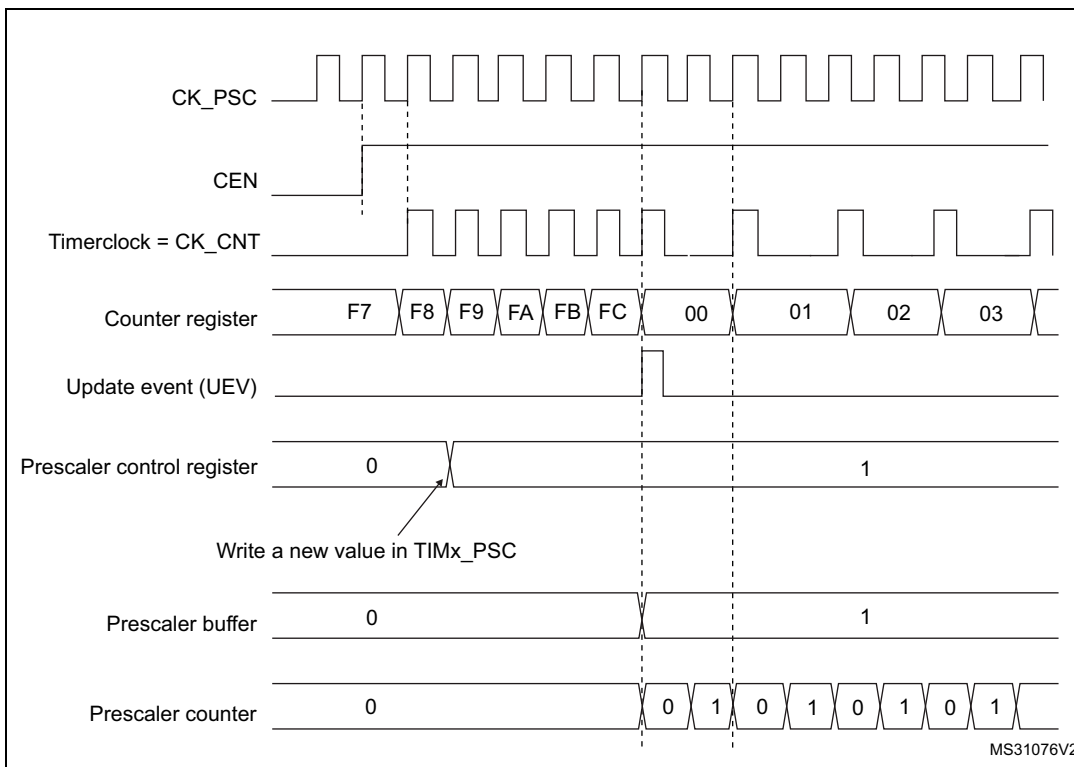 CK_PSC
CEN
Timerclock = CK_CNT
Counter register F7 F8 F9 FA FB FC 00 01 02 03
Update event (UEV)
Prescaler control register 0 1
Write a new value in TIMx_PSC
Prescaler buffer 0 1
Prescaler counter 0 0 1 0 1 0 1 0 1
MS31076V2